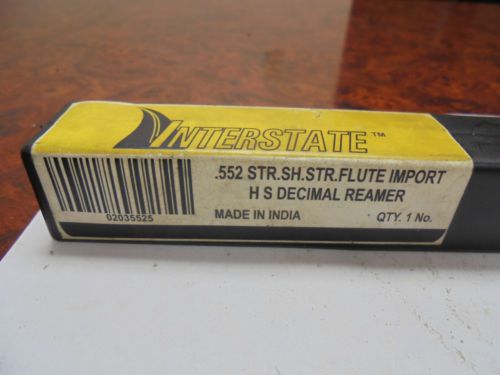 INTERSTATE™
.552 STR.SH.STR.FLUTE IMPORT
H S DECIMAL REAMER
02035525
MADE IN INDIA
QTY. 1 No.